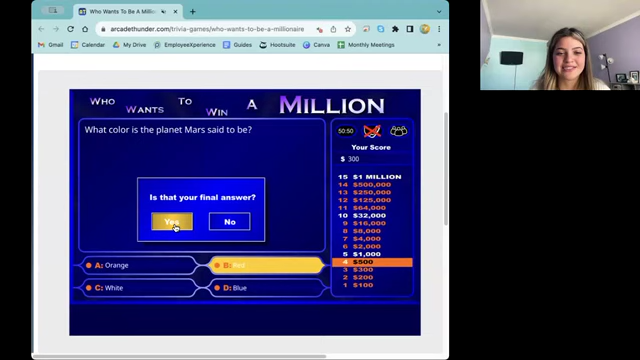 Who Wants To Be A Million
arcadethunder.com/trivia-games/who-wants-to-be-a-millionaire
Gmail
Calendar
My Drive
EmployeeXperience
Guides
Hootsuite
Canva
Monthly Meetings
WHO WANTS TO WIN A MILLION
What color is the planet Mars said to be?
50:50
Your Score
$ 300
Is that your final answer?
Yes
No
15 $1 MILLION
14 $500,000
13 $250,000
12 $125,000
11 $64,000
10 $32,000
9 $16,000
8 $8,000
7 $4,000
6 $2,000
5 $1,000
4 $500
3 $300
2 $200
1 $100
A: Orange
B: Red
C: White
D: Blue